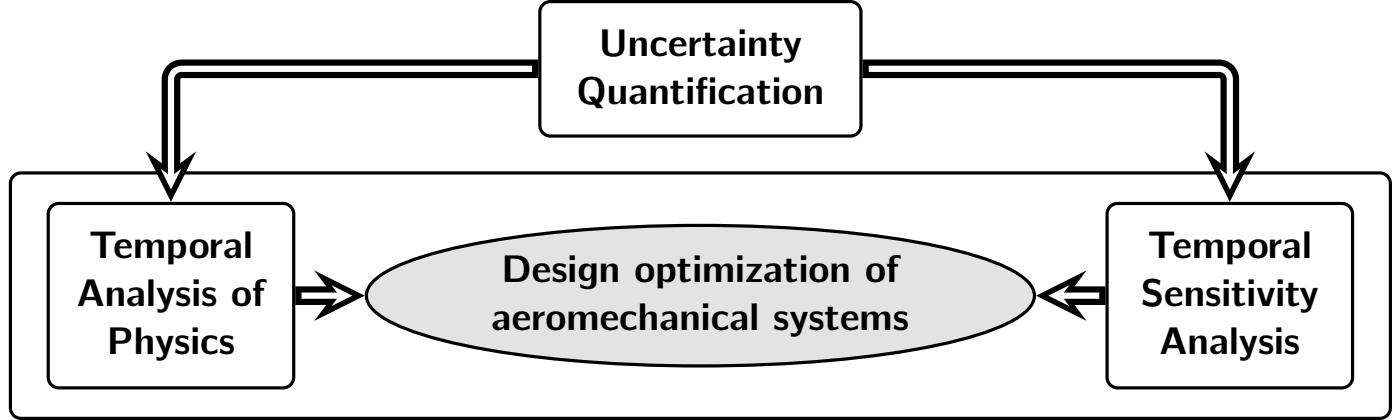 Uncertainty
Quantification
Temporal
Analysis of
Physics
Design optimization of
aeromechanical systems
Temporal
Sensitivity
Analysis